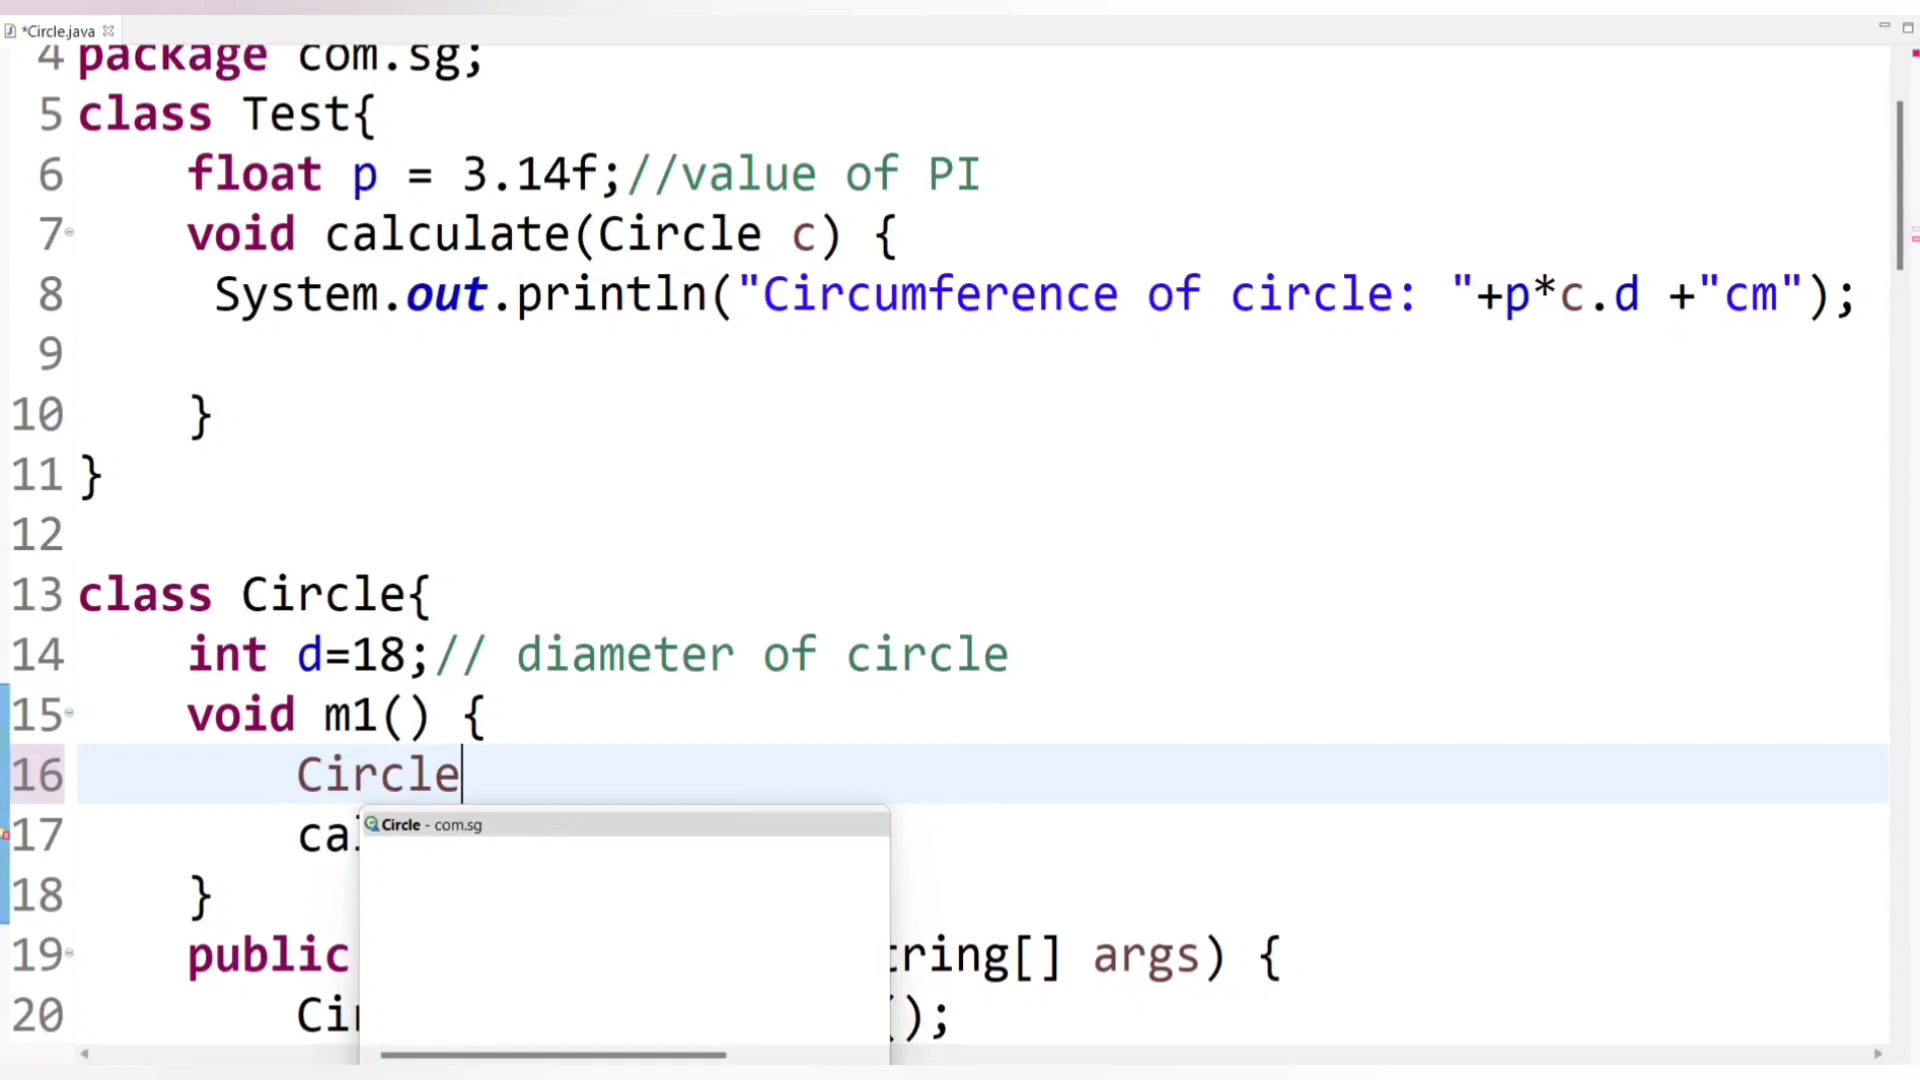 *Circle.java
4 package com.sg;
5 class Test{
6 float p = 3.14f;//value of PI
7 void calculate(Circle c) {
8 System.out.println("Circumference of circle: "+p*c.d +"cm");
9
10 }
11 }
12
13 class Circle{
14 int d=18;// diameter of circle
15 void m1() {
16 Circle
Circle - com.sg
17 ca
18 }
19 public tring[] args) {
20 Ci ();